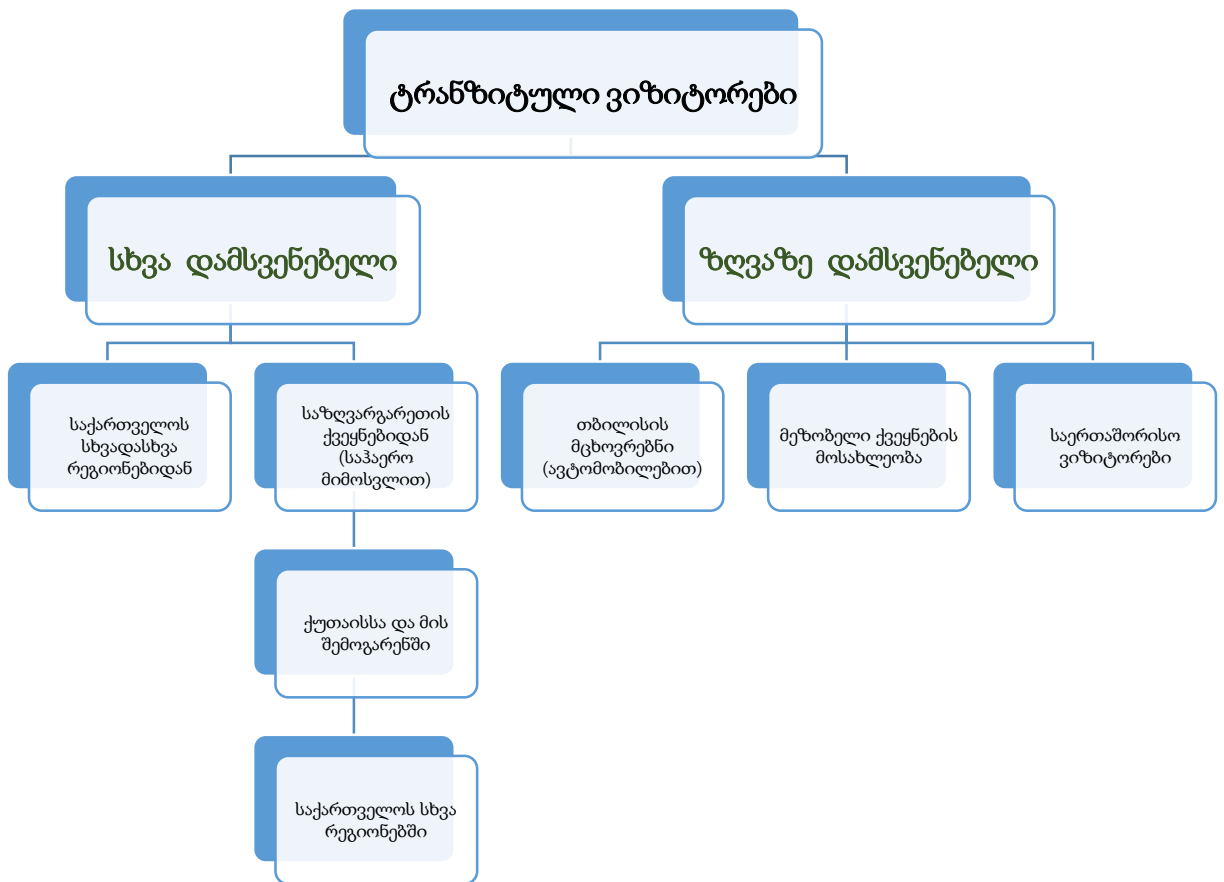 ტრანზიტული ვიზიტორები
სხვა დამსვენებელი
ზღვაზე დამსვენებელი
საქართველოს
სხვადასხვა
რეგიონებიდან
საზღვარგარეთის
ქვეყნებიდან
(საჰაერო
მიმოსვლით)
თბილისის
მცხოვრებნი
(ავტომობილებით)
მეზობელი ქვეყნების
მოსახლეობა
საერთაშორისო
ვიზიტორები
ქუთაისსა და მის
შემოგარენში
საქართველოს სხვა
რეგიონებში